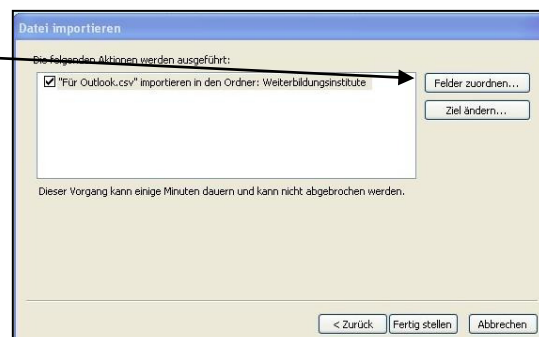 Datei importieren
Die folgenden Aktionen werden ausgeführt:
"Für Outlook.csv" importieren in den Ordner: Weiterbildungsinstitute
Felder zuordnen...
Ziel ändern...
Dieser Vorgang kann einige Minuten dauern und kann nicht abgebrochen werden.
< Zurück Fertig stellen Abbrechen